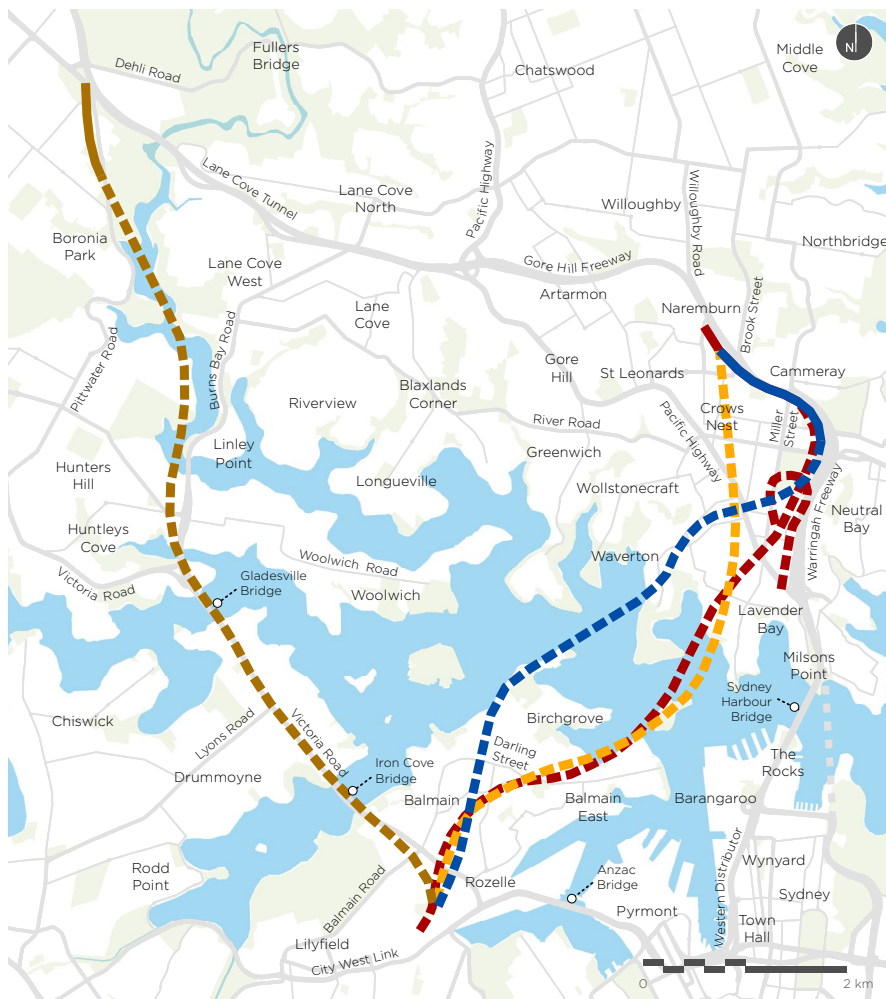 Fullers
Bridge
Middle
Cove
N
Dehli Road
Chatswood
Lane Cove Tunnel
Lane Cove
North
Pacific Highway
Willoughby
Willoughby Road
Northbridge
Boronia
Park
Lane Cove
West
Gore Hill Freeway
Artarmon
Brook Street
Lane
Cove
Naremburn
Pittwater Road
Burns Bay Road
Gore
Hill
St Leonards
Cammeray
Riverview
Blaxlands
Corner
Crows
Nest
Miller
Street
River Road
Pacific Highway
Linley
Point
Greenwich
Hunters
Hill
Longueville
Wollstonecraft
Warringah Freeway
Neutral
Bay
Huntleys
Cove
Woolwich Road
Waverton
Victoria Road
Gladesville
Bridge
Woolwich
Lavender
Bay
Milsons
Point
Sydney
Harbour
Bridge
Chiswick
Lyons Road
Victoria Road
Birchgrove
Darling
Street
Iron Cove
Bridge
The
Rocks
Drummoyne
Balmain
Balmain
East
Barangaroo
Rodd
Point
Balmain Road
Rozelle
Anzac
Bridge
Western Distributor
Wynyard
Sydney
Pyrmont
Town
Hall
Lilyfield
City West Link
0
2 km